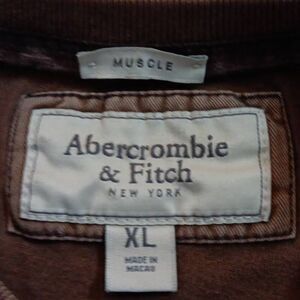 MUSCLE
Abercrombie
& Fitch
NEW YORK
XL
MADE IN
MACAU